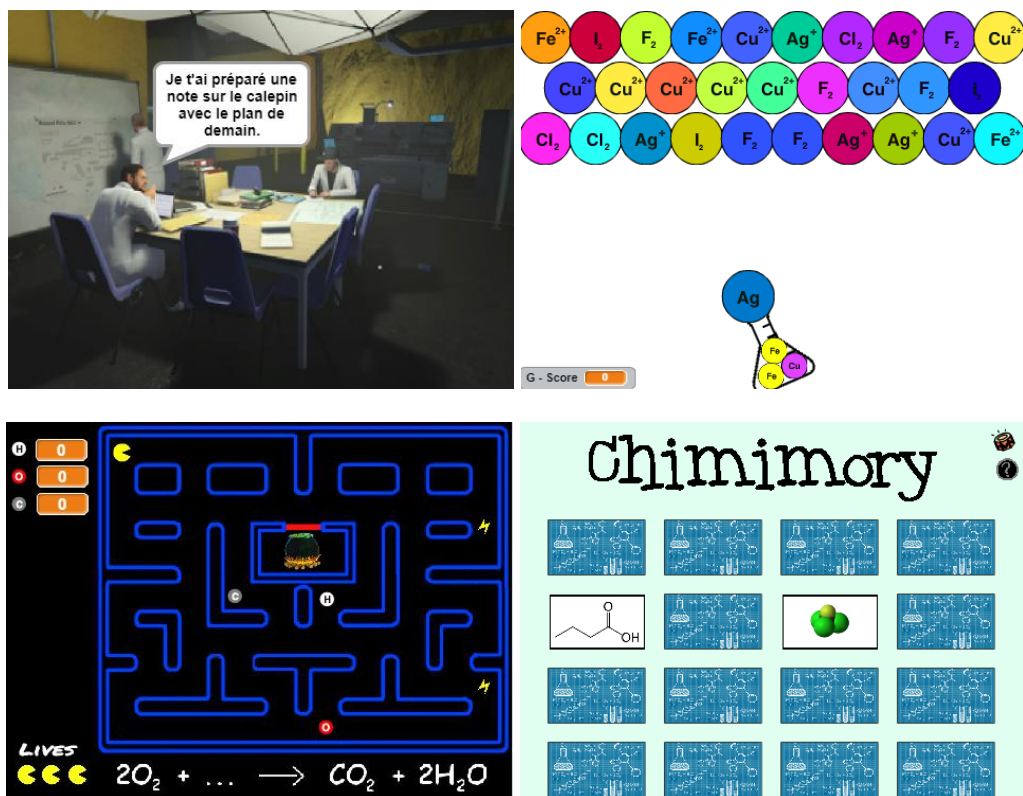 Je t'ai préparé une
note sur le calepin
avec le plan de
demain.
Fe²⁺ I₂ F₂ Fe²⁺ Cu²⁺ Ag⁺ Cl₂ Ag⁺ F₂ Cu²⁺
Cu²⁺ Cu²⁺ Cu²⁺ Cu²⁺ Cu²⁺ F₂ Cu²⁺ F₂ I₂
Cl₂ Cl₂ Ag⁺ I₂ F₂ F₂ Ag⁺ Ag⁺ Cu²⁺ Fe²⁺
Ag
Fe
Cu
Fe
G - Score 0
H 0
O 0
C 0
C H
O
LIVES
2O₂ + ... → CO₂ + 2H₂O
Chimimory
?
O
OH